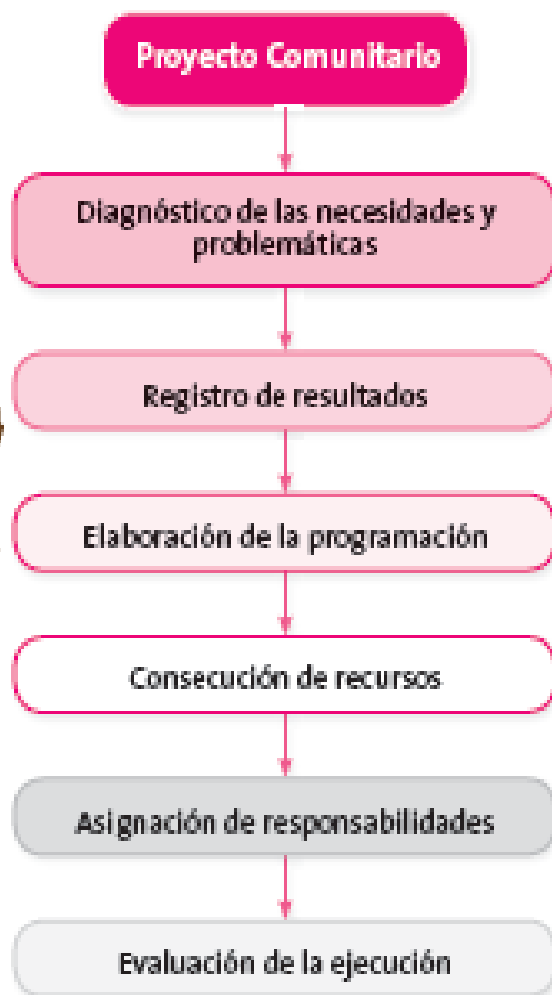 Proyecto Comunitario
Diagnóstico de las necesidades y
problemáticas
Registro de resultados
Elaboración de la programación
Consecución de recursos
Asignación de responsabilidades
Evaluación de la ejecución